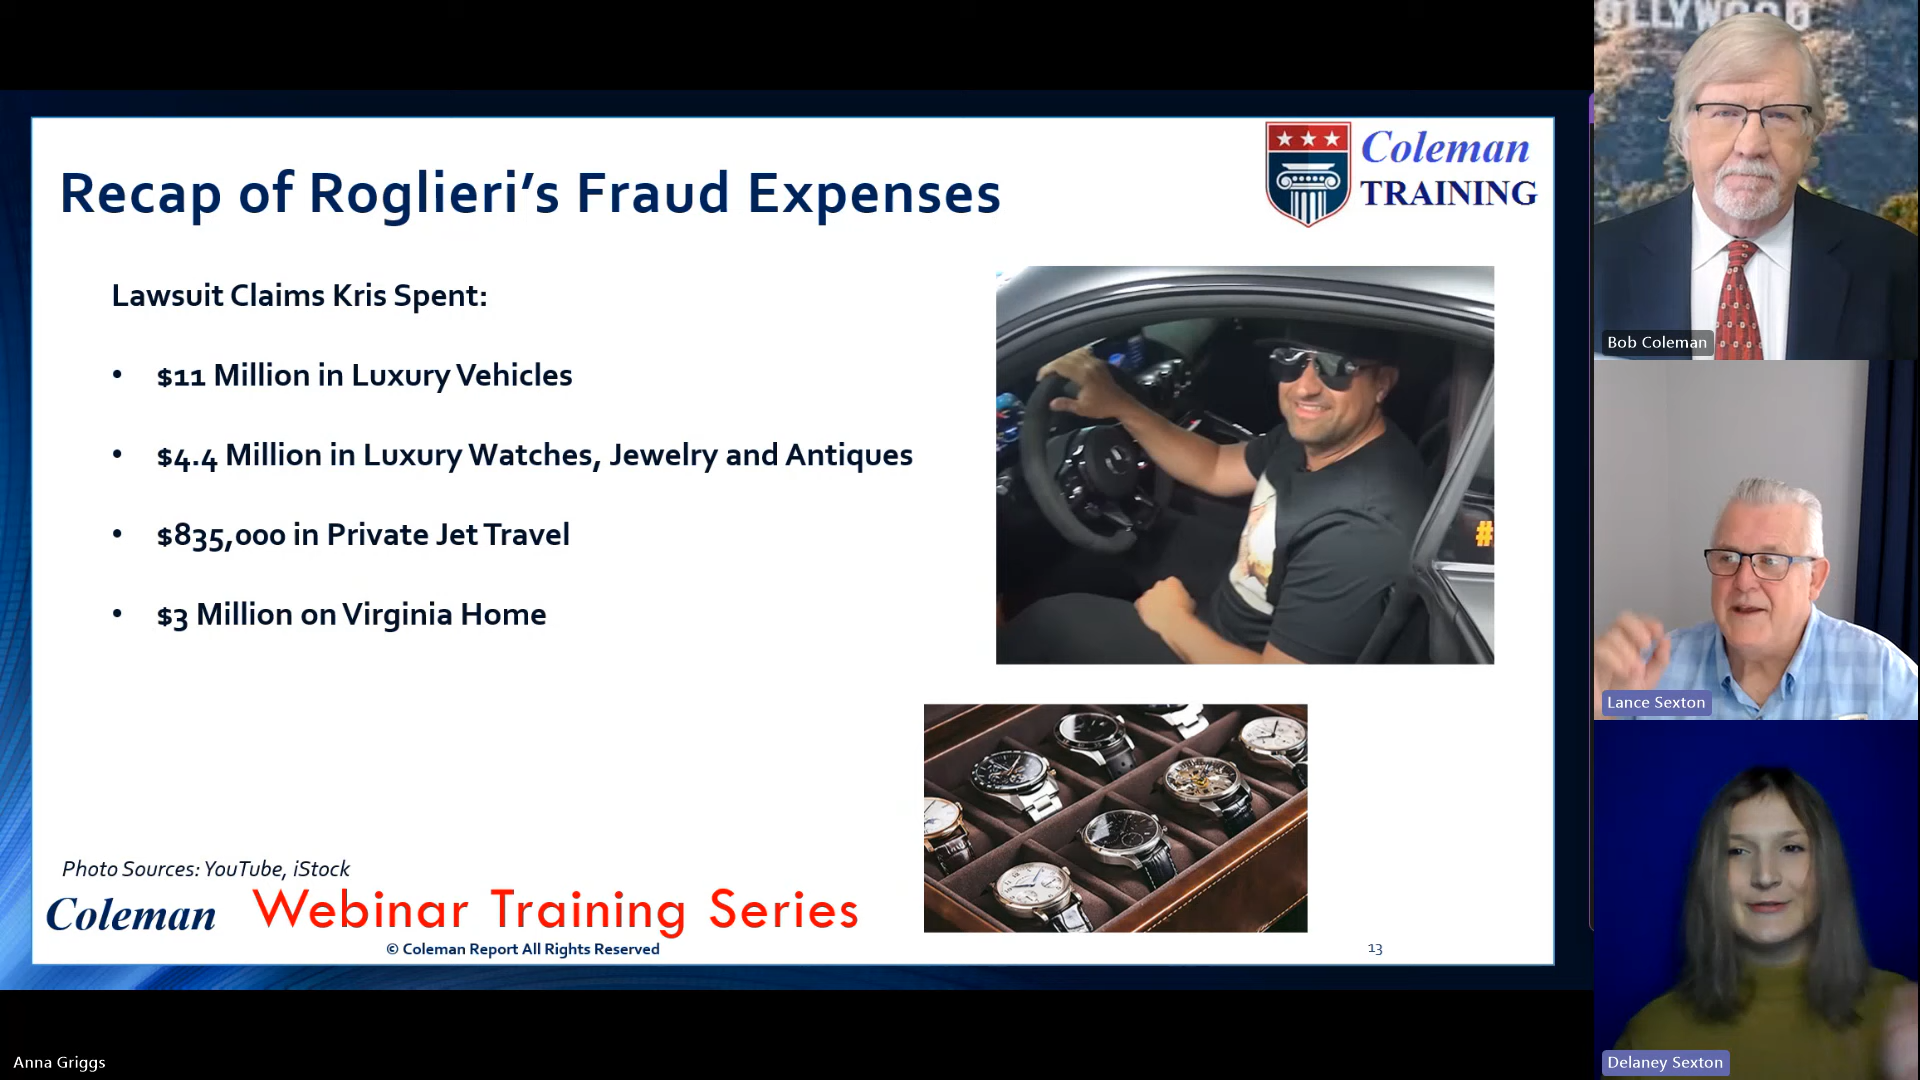 Recap of Roglieri’s Fraud Expenses
Coleman
TRAINING
Lawsuit Claims Kris Spent:
• $11 Million in Luxury Vehicles
• $4.4 Million in Luxury Watches, Jewelry and Antiques
• $835,000 in Private Jet Travel
• $3 Million on Virginia Home
#
Photo Sources: YouTube, iStock
Coleman Webinar Training Series
© Coleman Report All Rights Reserved
13
Anna Griggs
HOLLYWOOD
Bob Coleman
Lance Sexton
Delaney Sexton